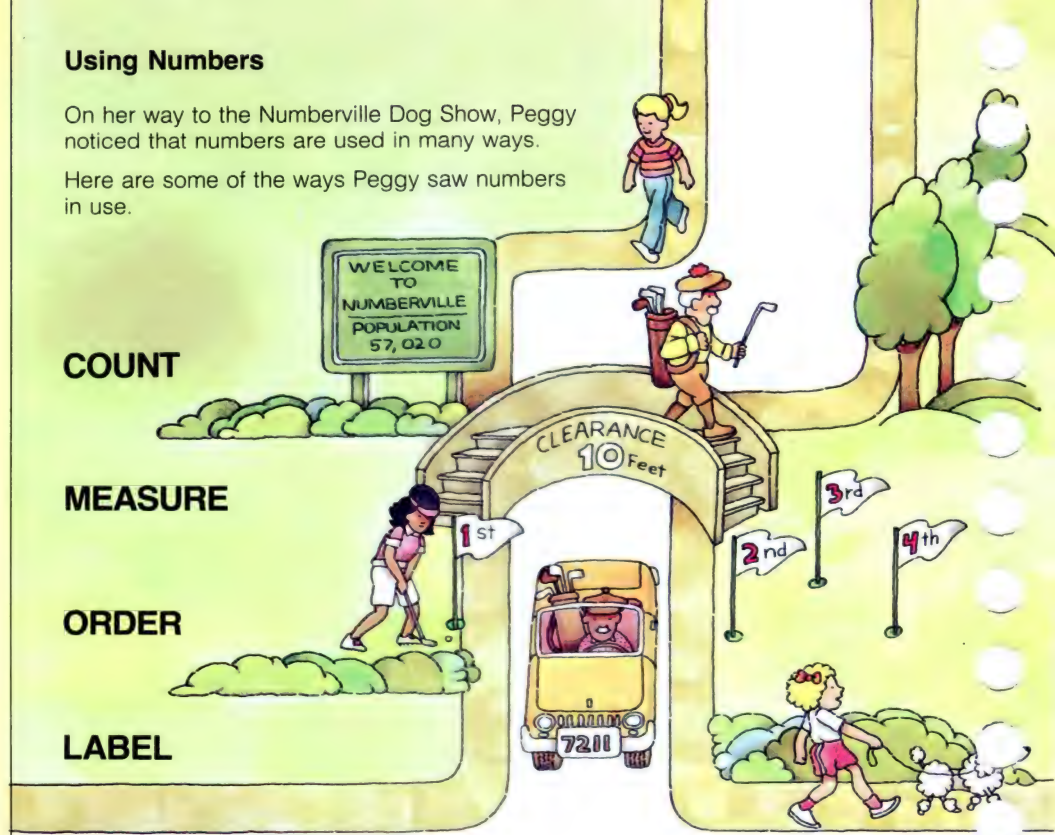 Using Numbers
On her way to the Numberville Dog Show, Peggy
noticed that numbers are used in many ways.
Here are some of the ways Peggy saw numbers
in use.
WELCOME
TO
NUMBERVILLE
POPULATION
57,020
COUNT
CLEARANCE
10 Feet
MEASURE
1st
2nd
3rd
4th
ORDER
LABEL
7211